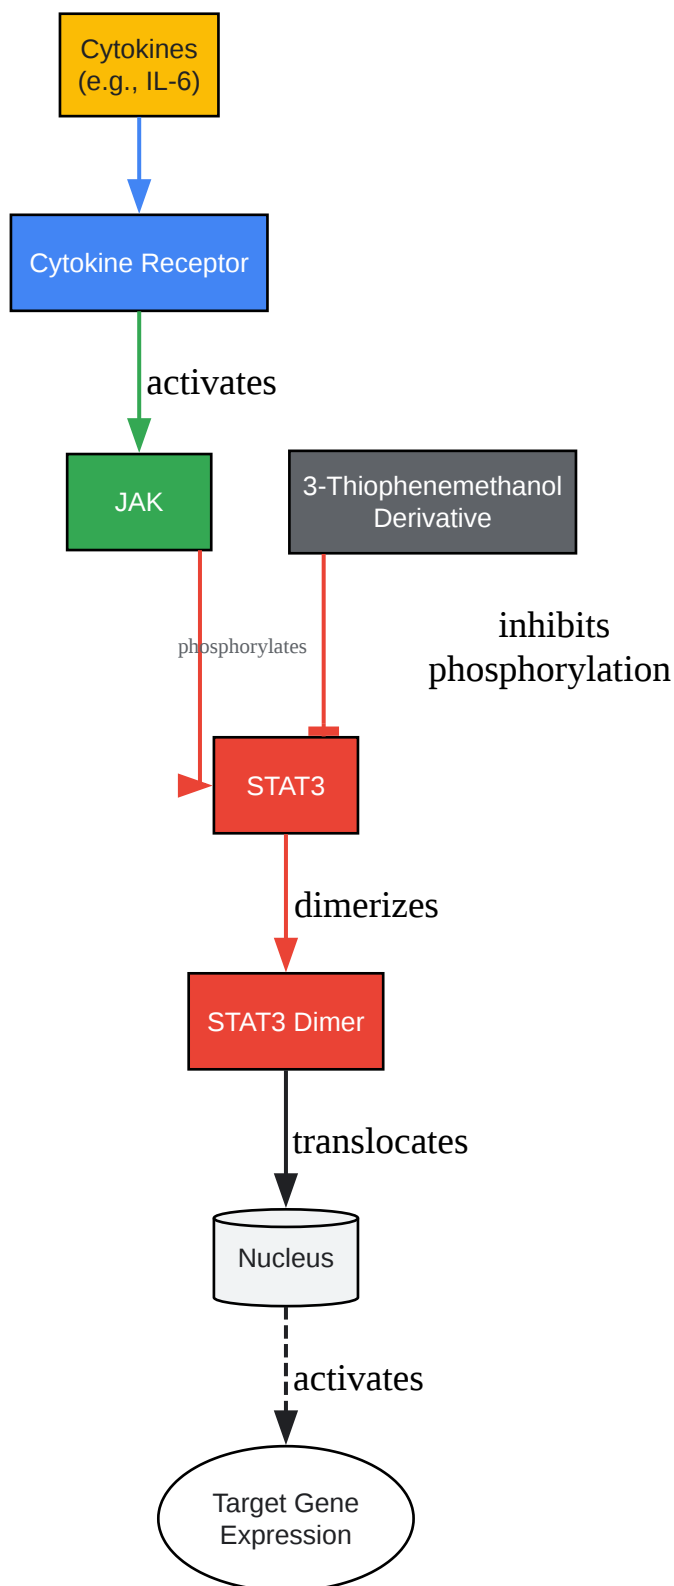 Cytokines
(e.g., IL-6)
Cytokine Receptor
activates
JAK
3-Thiophenemethanol
Derivative
phosphorylates
inhibits
phosphorylation
STAT3
dimerizes
STAT3 Dimer
translocates
Nucleus
activates
Target Gene
Expression